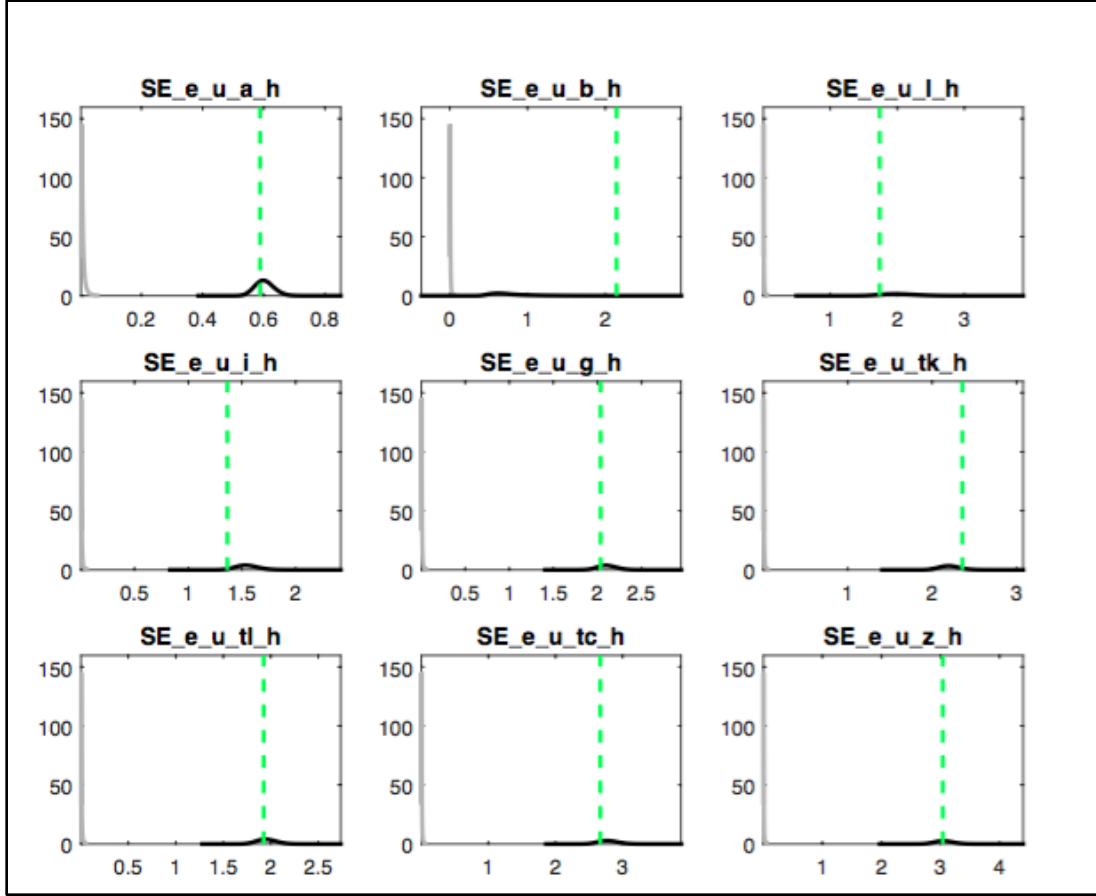 SE_e_u_a_h SE_e_u_b_h SE_e_u_l_h
150 150 150
100 100 100
50 50 50
0 0 0
0.2 0.4 0.6 0.8 0 1 2 1 2 3
SE_e_u_i_h SE_e_u_g_h SE_e_u_tk_h
150 150 150
100 100 100
50 50 50
0 0 0
0.5 1 1.5 2 0.5 1 1.5 2 2.5 1 2 3
SE_e_u_tl_h SE_e_u_tc_h SE_e_u_z_h
150 150 150
100 100 100
50 50 50
0 0 0
0.5 1 1.5 2 2.5 1 2 3 1 2 3 4